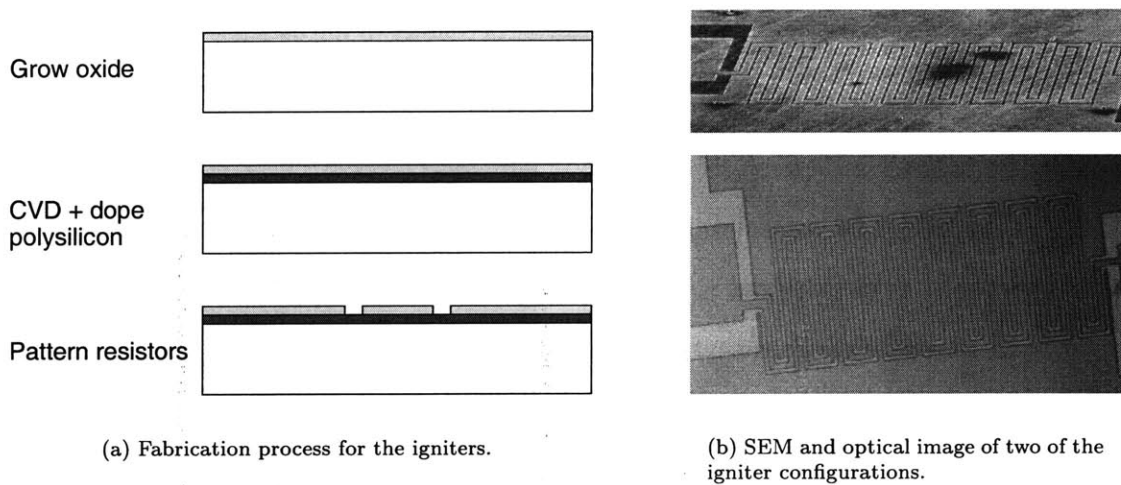 Grow oxide
CVD + dope
polysilicon
Pattern resistors
(a) Fabrication process for the igniters.
(b) SEM and optical image of two of the
igniter configurations.